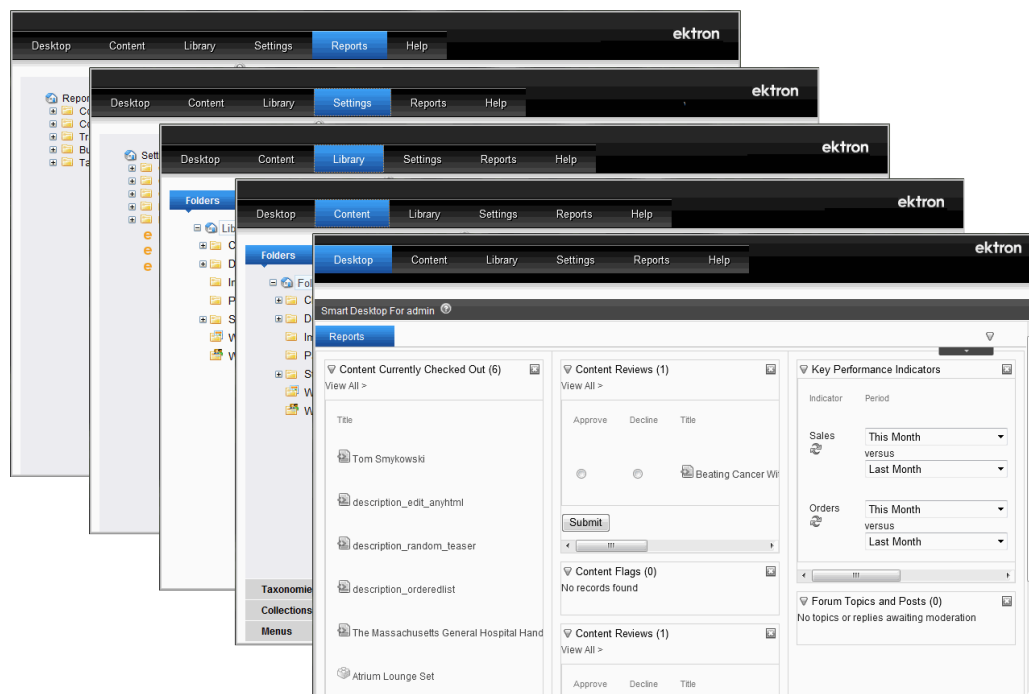 ektron
Desktop Content Library Settings Reports Help
ektron
Desktop Content Library Settings Reports Help
ektron
Desktop Content Library Settings Reports Help
Folders
ektron
Desktop Content Library Settings Reports Help
Folders
Taxonomie
Collections
Menus
ektron
Desktop Content Library Settings Reports Help
Smart Desktop For admin
Reports
Content Currently Checked Out (6)
View All >
Title
Tom Smykowski
description_edit_anyhtml
description_random_teaser
description_orderedlist
The Massachusetts General Hospital Hand
Atrium Lounge Set
Content Reviews (1)
View All >
Approve Decline Title
Beating Cancer Wi
Submit
Content Flags (0)
No records found
Content Reviews (1)
View All >
Approve Decline Title
Key Performance Indicators
Indicator Period
Sales This Month
versus
Last Month
Orders This Month
versus
Last Month
Forum Topics and Posts (0)
No topics or replies awaiting moderation